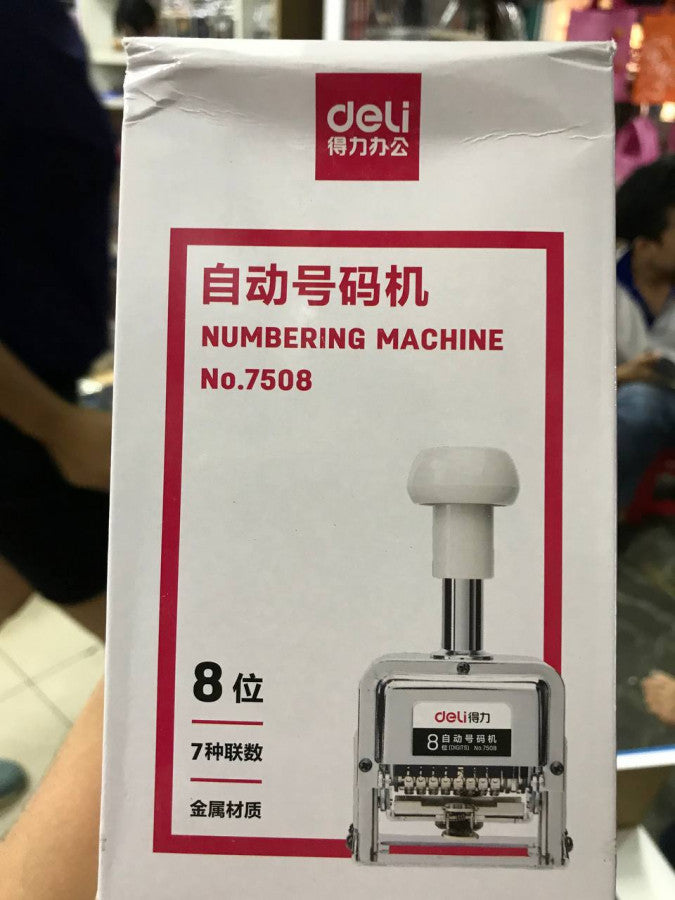 deli
得力办公
自动号码机
NUMBERING MACHINE
No.7508
8位
7种联数
金属材质
deli得力
8 自动号码机
位 (DIGITS) No.7508